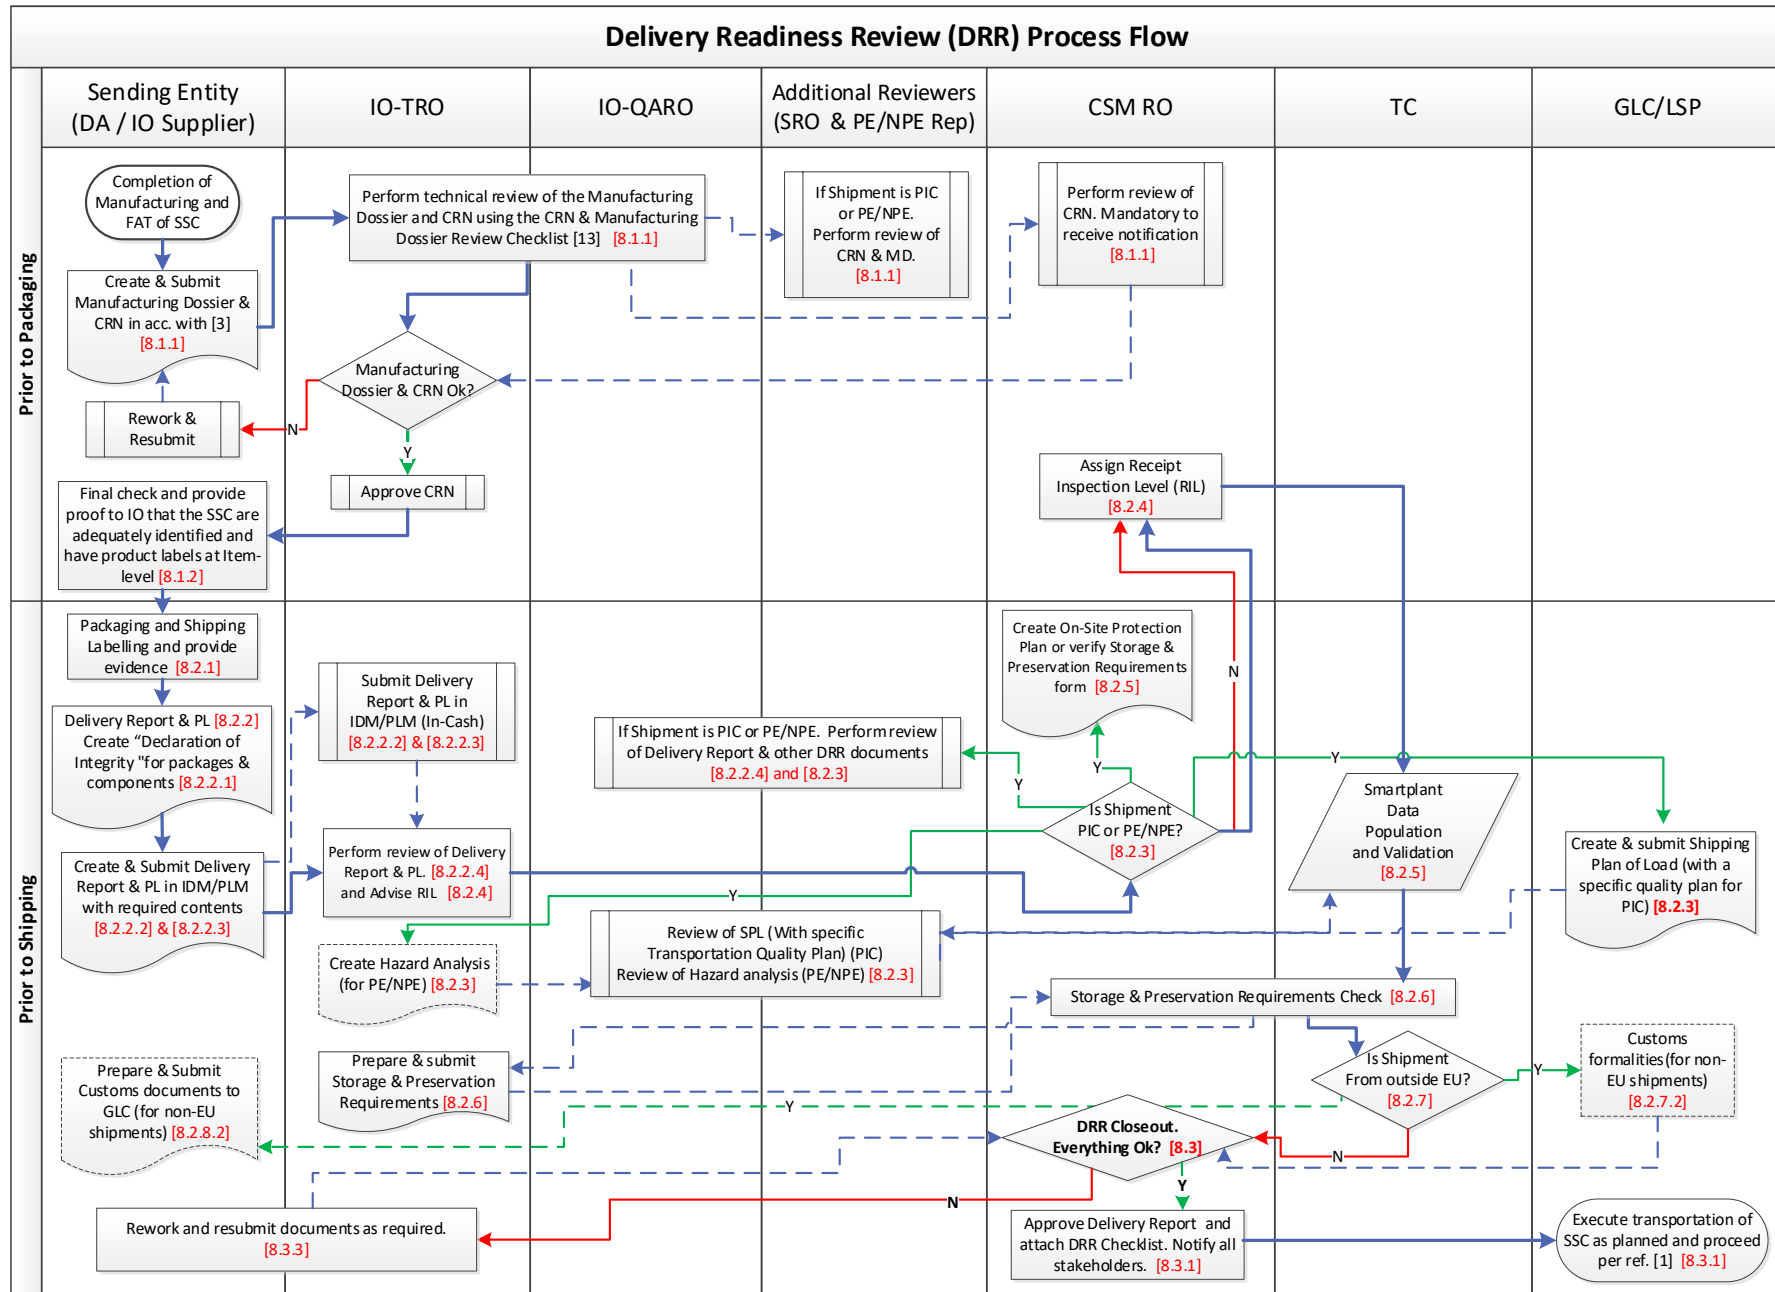 Delivery Readiness Review (DRR) Process Flow
Sending Entity
(DA / IO Supplier)
IO-TRO
IO-QARO
Additional Reviewers
(SRO & PE/NPE Rep)
CSM RO
TC
GLC/LSP
Prior to Packaging
Completion of
Manufacturing and
FAT of SSC
Create & Submit
Manufacturing Dossier &
CRN in acc. with [3]
[8.1.1]
Rework &
Resubmit
Final check and provide
proof to IO that the SSC are
adequately identified and
have product labels at Item-
level [8.1.2]
Perform technical review of the Manufacturing
Dossier and CRN using the CRN & Manufacturing
Dossier Review Checklist [13] [8.1.1]
Manufacturing
Dossier & CRN Ok?
N
Y
Approve CRN
If Shipment is PIC
or PE/NPE.
Perform review of
CRN & MD.
[8.1.1]
Perform review of
CRN. Mandatory to
receive notification
[8.1.1]
Assign Receipt
Inspection Level (RIL)
[8.2.4]
Prior to Shipping
Packaging and Shipping
Labelling and provide
evidence [8.2.1]
Delivery Report & PL [8.2.2]
Create “Declaration of
Integrity "for packages &
components [8.2.2.1]
Create & Submit Delivery
Report & PL in IDM/PLM
with required contents
[8.2.2.2] & [8.2.2.3]
Submit Delivery
Report & PL in
IDM/PLM (In-Cash)
[8.2.2.2] & [8.2.2.3]
Perform review of Delivery
Report & PL. [8.2.2.4]
and Advise RIL [8.2.4]
If Shipment is PIC or PE/NPE. Perform review
of Delivery Report & other DRR documents
[8.2.2.4] and [8.2.3]
Create On-Site Protection
Plan or verify Storage &
Preservation Requirements
form [8.2.5]
N
Y
Y
Y
Y
Is Shipment
PIC or PE/NPE?
[8.2.3]
Smartplant
Data
Population
and Validation
[8.2.5]
Create & submit Shipping
Plan of Load (with a
specific quality plan for
PIC) [8.2.3]
Create Hazard Analysis
(for PE/NPE) [8.2.3]
Review of SPL (With specific
Transportation Quality Plan) (PIC)
Review of Hazard analysis (PE/NPE) [8.2.3]
Storage & Preservation Requirements Check [8.2.6]
Prepare & Submit
Customs documents to
GLC (for non-EU
shipments) [8.2.8.2]
Prepare & submit
Storage & Preservation
Requirements [8.2.6]
Is Shipment
From outside EU?
[8.2.7]
Y
Y
N
Customs
formalities(for non-
EU shipments)
[8.2.7.2]
DRR Closeout.
Everything Ok? [8.3]
N
Y
Rework and resubmit documents as required.
[8.3.3]
Approve Delivery Report and
attach DRR Checklist. Notify all
stakeholders. [8.3.1]
Execute transportation of
SSC as planned and proceed
per ref. [1] [8.3.1]